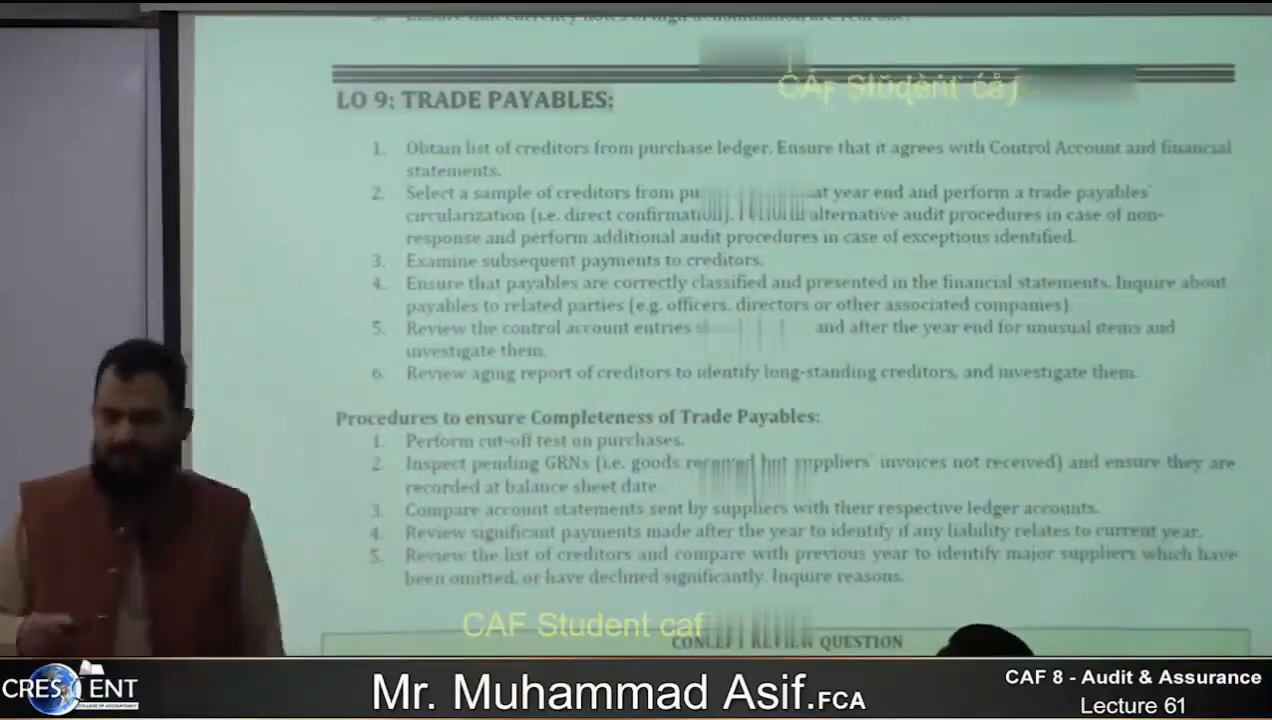 LO 9: TRADE PAYABLES:
CAF Student caf
1. Obtain list of creditors from purchase ledger. Ensure that it agrees with Control Account and financial
statements.
2. Select a sample of creditors from at year end and perform a trade payables'
circularization (i.e. direct confirmation). alternative audit procedures in case of non-
response and perform additional audit procedures in case of exceptions identified.
3. Examine subsequent payments to creditors.
4. Ensure that payables are correctly classified and presented in the financial statements. Inquire about
payables to related parties (e.g. officers, directors or other associated companies)
5. Review the control account entries and after the year end for unusual items and
investigate them.
6. Review aging report of creditors to identify long-standing creditors, and investigate them.
Procedures to ensure Completeness of Trade Payables:
1. Perform cut-off test on purchases.
2. Inspect pending GRNs (i.e. goods received but suppliers' invoices not received) and ensure they are
recorded at balance sheet date.
3. Compare account statements sent by suppliers with their respective ledger accounts.
4. Review significant payments made after the year to identify if any liability relates to current year.
5. Review the list of creditors and compare with previous year to identify major suppliers which have
been omitted, or have declined significantly. Inquire reasons.
CAF Student caf
CONCEPT REVIEW QUESTION
CRESCENT
COLLEGE OF ACCOUNTANCY
Mr. Muhammad Asif.FCA
CAF 8 - Audit & Assurance
Lecture 61